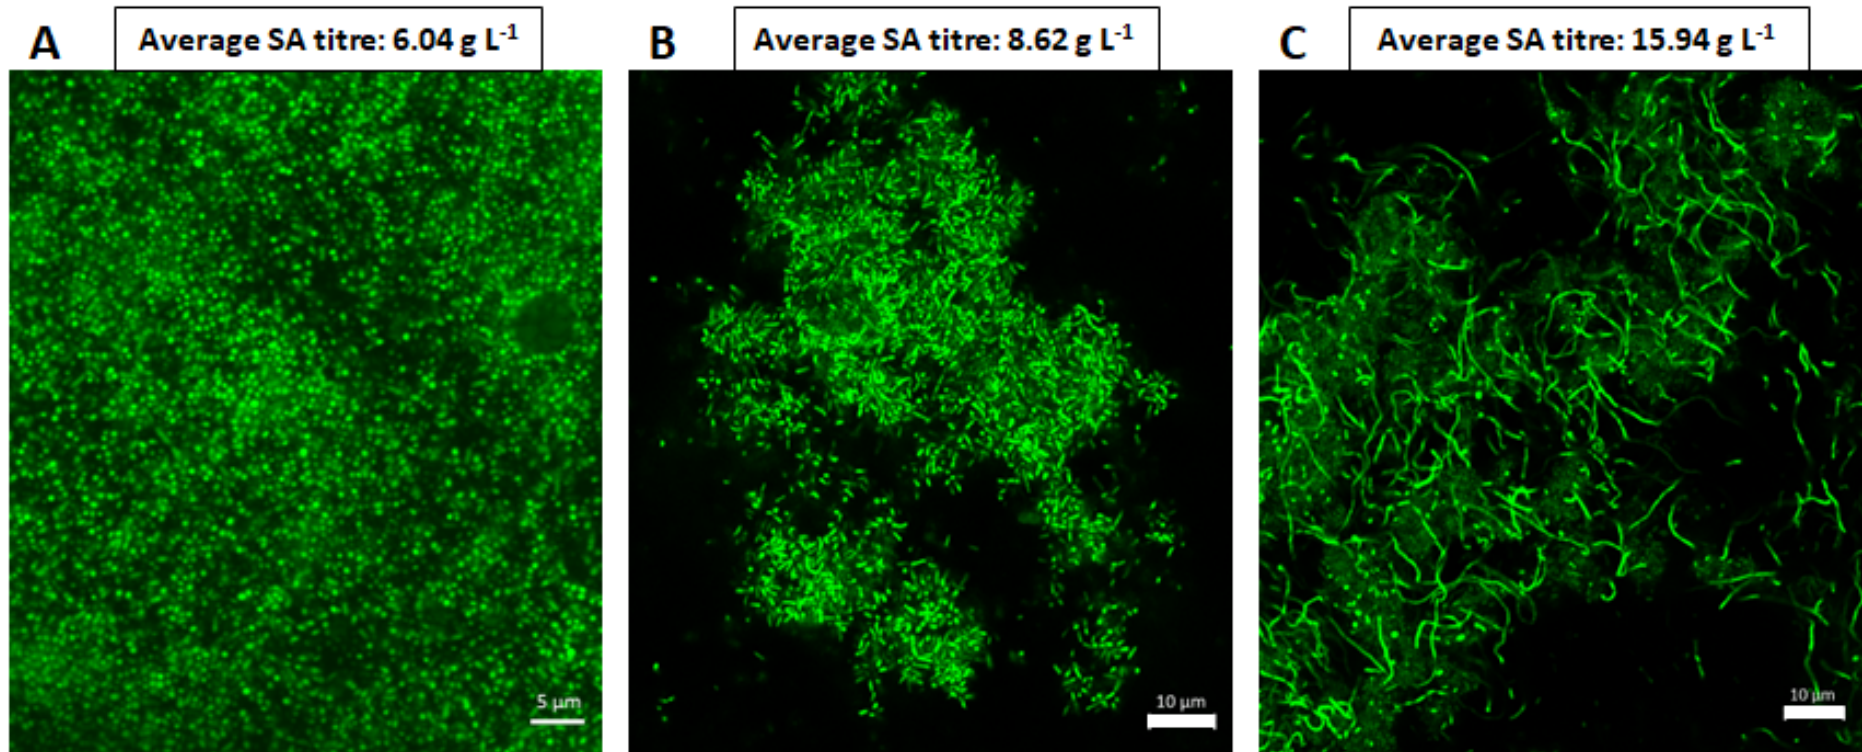 A
Average SA titre: 6.04 g L-1
B
Average SA titre: 8.62 g L-1
C
Average SA titre: 15.94 g L-1
5 µm
10 µm
10 µm